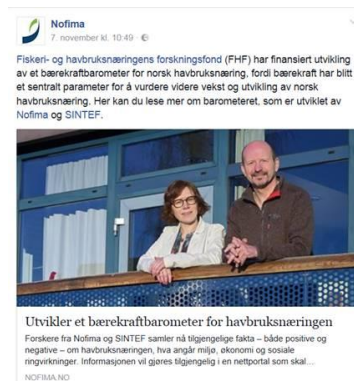 Nofima
7. november kl. 10:49 ·
Fiskeri- og havbruksnæringens forskningsfond (FHF) har finansiert utvikling
av et bærekraftbarometer for norsk havbruksnæring, fordi bærekraft har blitt
et sentralt parameter for å vurdere videre vekst og utvikling av norsk
havbruksnæring. Her kan du lese mer om barometeret, som er utviklet av
Nofima og SINTEF.
Utvikler et bærekraftbarometer for havbruksnæringen
Forskere fra Nofima og SINTEF samler nå tilgjengelige fakta – både positive og
negative – om havbruksnæringen, hva angår miljø, økonomi og sosiale
ringvirkninger. Informasjonen vil gjøres tilgjengelig i en nettportal som skal...
NOFIMA.NO